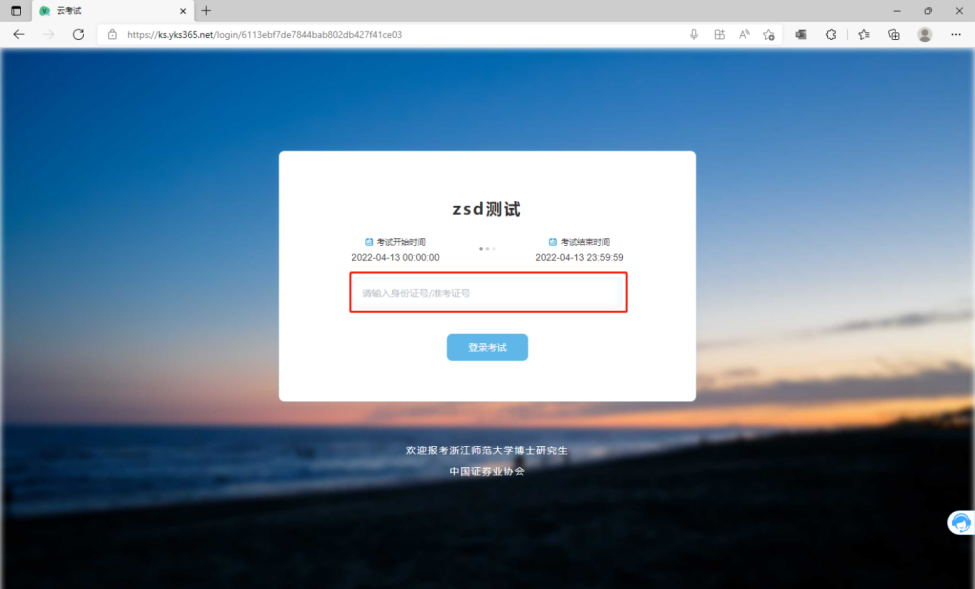 云考试
https://ks.yks365.net/login/6113ebf7de7844bab802db427f41ce03
zsd测试
考试开始时间
考试结束时间
2022-04-13 00:00:00
2022-04-13 23:59:59
请输入身份证号/准考证号
登录考试
欢迎报考浙江师范大学博士研究生
中国证券业协会